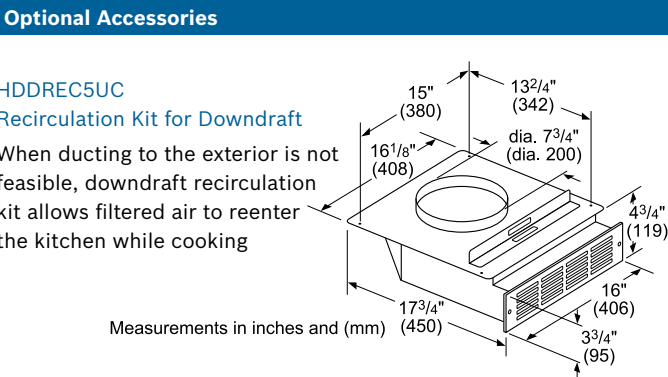 Optional Accessories
HDDREC5UC
Recirculation Kit for Downdraft
When ducting to the exterior is not
feasible, downdraft recirculation
kit allows filtered air to reenter
the kitchen while cooking
15"
(380)
13 2/4"
(342)
dia. 7 3/4"
(dia. 200)
16 1/8"
(408)
4 3/4"
(119)
16"
(406)
17 3/4"
(450)
3 3/4"
(95)
Measurements in inches and (mm)